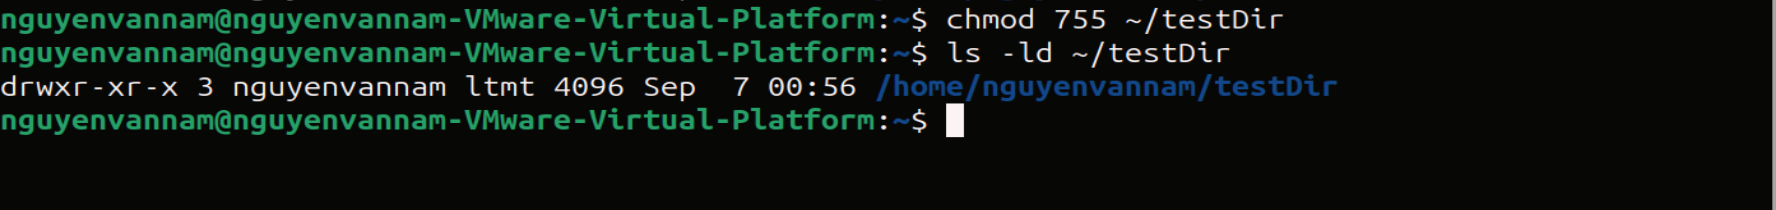 nguyenvannam@nguyenvannam-VMware-Virtual-Platform:~$ chmod 755 ~/testDir
nguyenvannam@nguyenvannam-VMware-Virtual-Platform:~$ ls -ld ~/testDir
drwxr-xr-x 3 nguyenvannam ltmt 4096 Sep  7 00:56 /home/nguyenvannam/testDir
nguyenvannam@nguyenvannam-VMware-Virtual-Platform:~$